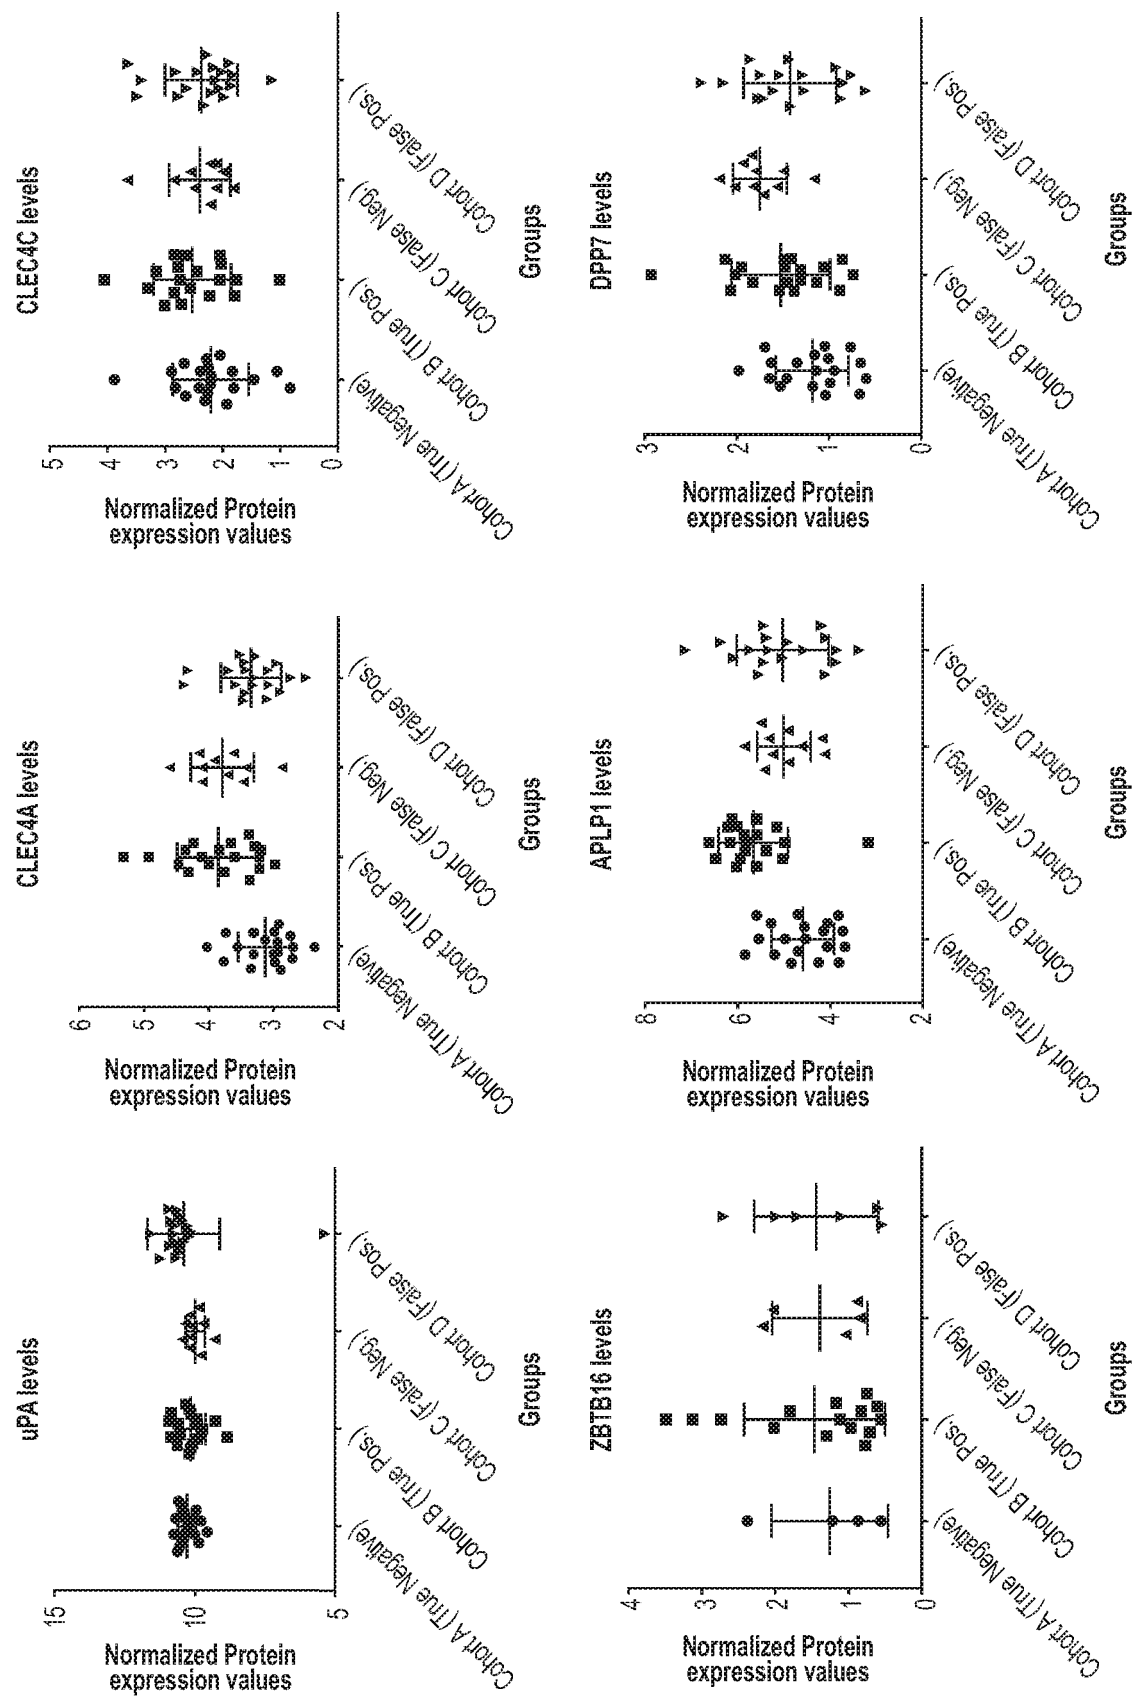 uPA levels
Normalized Protein
expression values
15
10
5
Cohort A (True Negative)
Cohort B (True Pos.)
Cohort C (False Neg.)
Cohort D (False Pos.)
Groups
CLEC4A levels
Normalized Protein
expression values
6
5
4
3
2
Cohort A (True Negative)
Cohort B (True Pos.)
Cohort C (False Neg.)
Cohort D (False Pos.)
Groups
CLEC4C levels
Normalized Protein
expression values
5
4
3
2
1
0
Cohort A (True Negative)
Cohort B (True Pos.)
Cohort C (False Neg.)
Cohort D (False Pos.)
Groups
ZBTB16 levels
Normalized Protein
expression values
4
3
2
1
0
Cohort A (True Negative)
Cohort B (True Pos.)
Cohort C (False Neg.)
Cohort D (False Pos.)
Groups
APLP1 levels
Normalized Protein
expression values
8
6
4
2
Cohort A (True Negative)
Cohort B (True Pos.)
Cohort C (False Neg.)
Cohort D (False Pos.)
Groups
DPP7 levels
Normalized Protein
expression values
3
2
1
0
Cohort A (True Negative)
Cohort B (True Pos.)
Cohort C (False Neg.)
Cohort D (False Pos.)
Groups